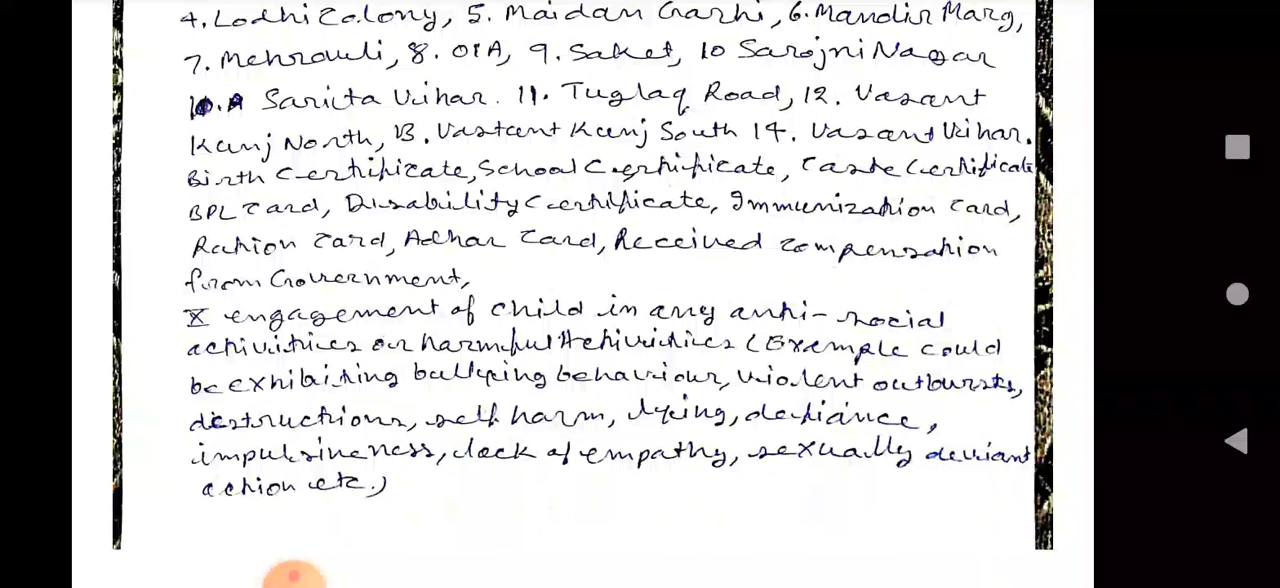 4. Lodhi Colony, 5. Maidan Garhi, 6. Mandir Marg,
7. Mehrauli, 8. OIA, 9. Saket, 10 Sarojni Nagar
10.A Sarita Vihar. 11. Tuglaq Road, 12. Vasant
Kunj North, 13. Vastant Kunj South 14. Vasant Vihar.
Birth Certificate, School Certificate, Caste Certificate
BPL Card, Disability Certificate, Immunization Card,
Ration Card, Adhar Card, Received Compensation
from Government,
X engagement of child in any anti-social
activities or harmful Activities (Example could
be exhibiting bullying behaviour, violent outbursts,
destructions, self harm, lying, defiance,
impulsiveness, lack of empathy, sexually deviant
action etc.)